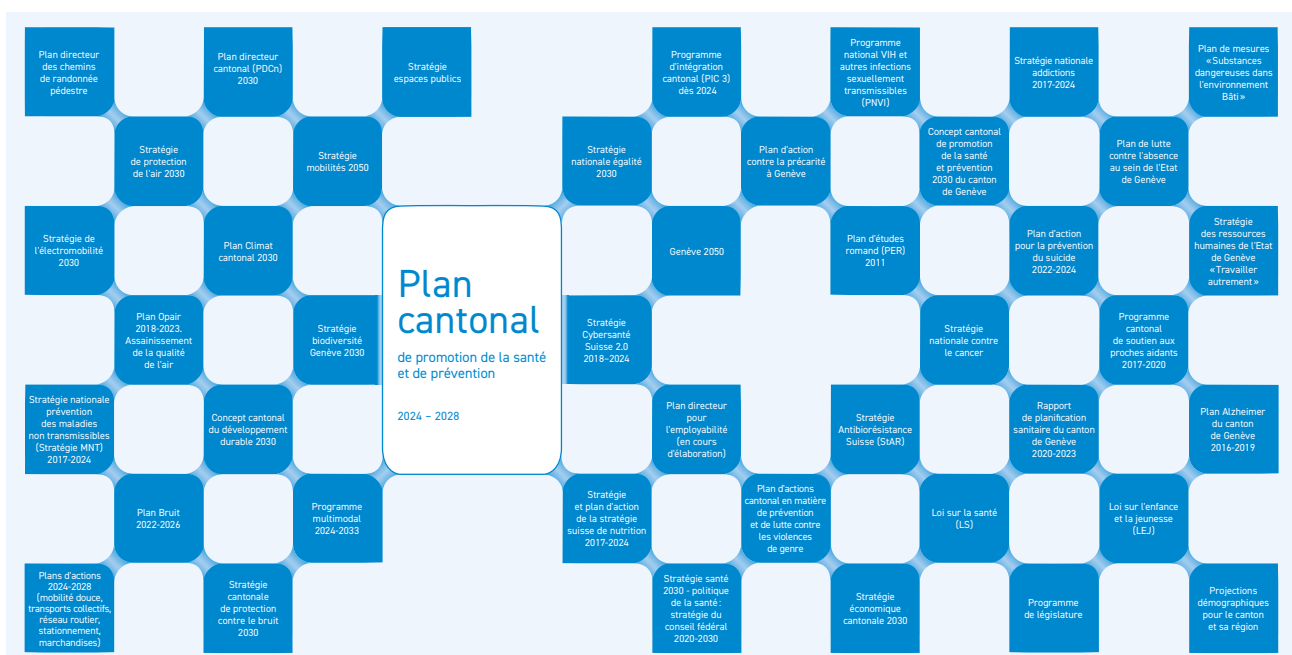 Plan directeur
des chemins
de randonnée
pédestre
Plan directeur
cantonal (PDCn)
2030
Stratégie
espaces publics
Programme
d'intégration
cantonal (PIC 3)
dès 2024
Programme
national VIH et
autres infections
sexuellement
transmissibles
(PNVI)
Stratégie nationale
addictions
2017-2024
Plan de mesures
«Substances
dangereuses dans
l'environnement
Bâti»
Stratégie
de protection
de l'air 2030
Stratégie
mobilités 2050
Stratégie
nationale égalité
2030
Plan d'action
contre la précarité
à Genève
Concept cantonal
de promotion
de la santé
et prévention
2030 du canton
de Genève
Plan de lutte
contre l'absence
au sein de l'Etat
de Genève
Stratégie de
l'électromobilité
2030
Plan Climat
cantonal 2030
Plan
cantonal
de promotion de la santé
et de prévention
2024 – 2028
Genève 2050
Plan d'études
romand (PER)
2011
Plan d'action
pour la prévention
du suicide
2022-2024
Stratégie
des ressources
humaines de l'Etat
de Genève
«Travailler
autrement»
Plan Opair
2018-2023.
Assainissement
de la qualité
de l'air
Stratégie
biodiversité
Genève 2030
Stratégie
Cybersanté
Suisse 2.0
2018–2024
Stratégie
nationale contre
le cancer
Programme
cantonal
de soutien aux
proches aidants
2017-2020
Stratégie nationale
prévention
des maladies
non transmissibles
(Stratégie MNT)
2017-2024
Concept cantonal
du développement
durable 2030
Plan directeur
pour
l'employabilité
(en cours
d'élaboration)
Stratégie
Antibiorésistance
Suisse (StAR)
Rapport
de planification
sanitaire du canton
de Genève
2020-2023
Plan Alzheimer
du canton
de Genève
2016-2019
Plan Bruit
2022-2026
Programme
multimodal
2024-2033
Stratégie
et plan d'action
de la stratégie
suisse de nutrition
2017-2024
Plan d'actions
cantonal en matière
de prévention
et de lutte contre
les violences
de genre
Loi sur la santé
(LS)
Loi sur l'enfance
et la jeunesse
(LEJ)
Plans d'actions
2024-2028
(mobilité douce,
transports collectifs,
réseau routier,
stationnement,
marchandises)
Stratégie
cantonale
de protection
contre le bruit
2030
Stratégie santé
2030 - politique
de la santé:
stratégie du
conseil fédéral
2020-2030
Stratégie
économique
cantonale 2030
Programme
de législature
Projections
démographiques
pour le canton
et sa région